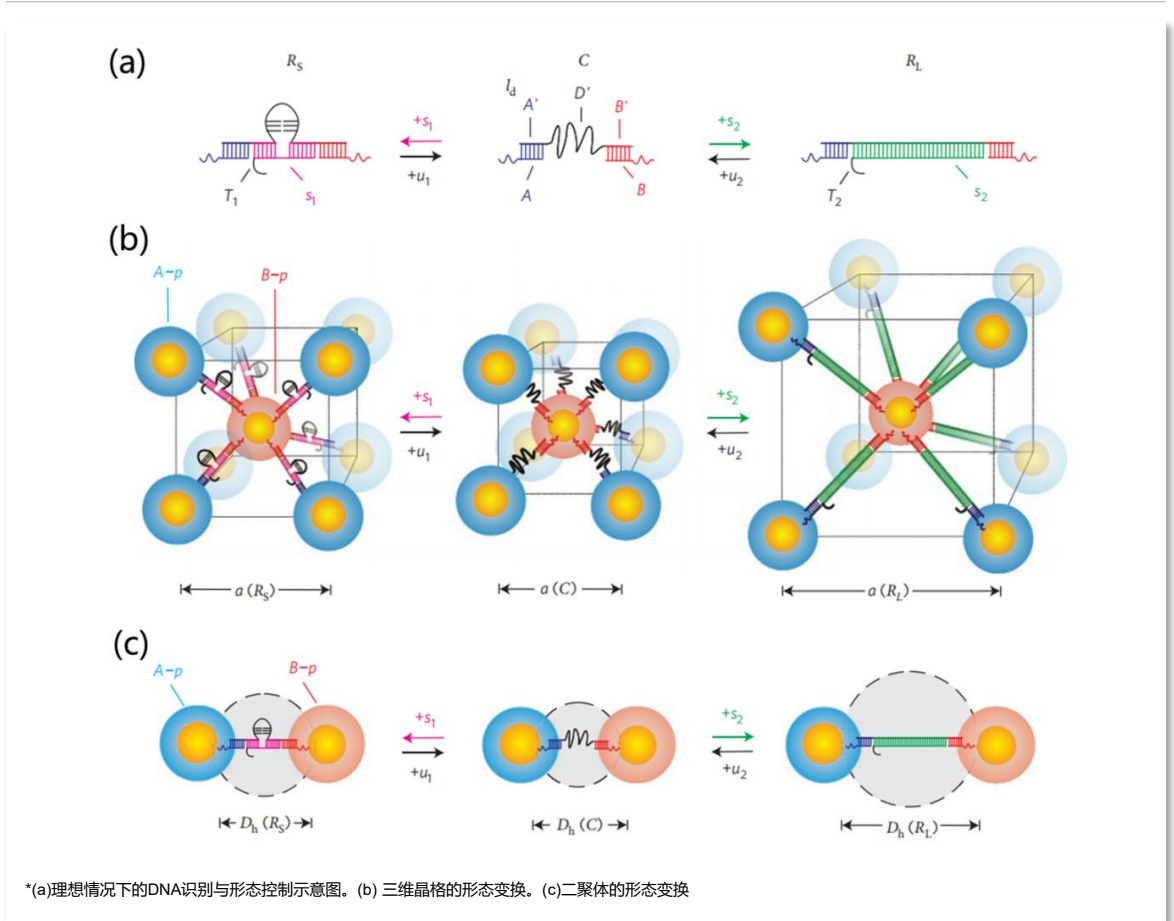 (a)
R_S C R_L
I_d A' D' B'
+s_1 +s_2
+u_1 +u_2
T_1 s_1 A B T_2 s_2
(b)
A–p B–p
+s_1 +s_2
+u_1 +u_2
a (R_S) a (C) a (R_L)
(c)
A–p B–p
+s_1 +s_2
+u_1 +u_2
D_h (R_S) D_h (C) D_h (R_L)
*(a)理想情况下的DNA识别与形态控制示意图。(b) 三维晶格的形态变换。(c)二聚体的形态变换